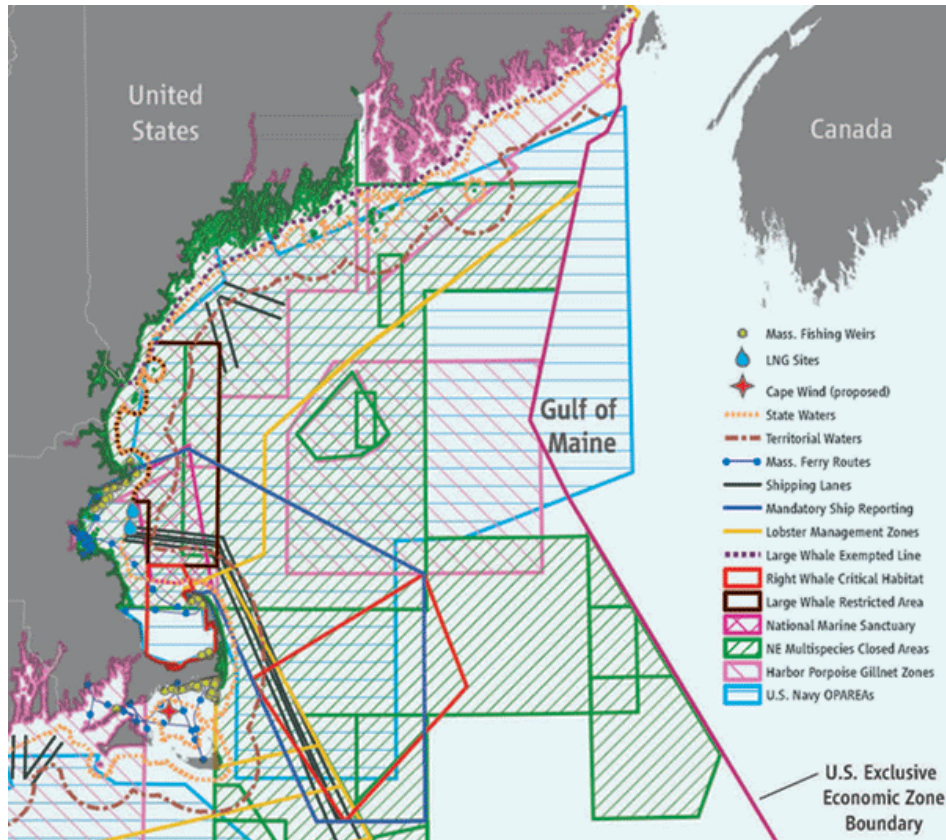 United
States
Canada
Gulf of
Maine
Mass. Fishing Weirs
LNG Sites
Cape Wind (proposed)
State Waters
Territorial Waters
Mass. Ferry Routes
Shipping Lanes
Mandatory Ship Reporting
Lobster Management Zones
Large Whale Exempted Line
Right Whale Critical Habitat
Large Whale Restricted Area
National Marine Sanctuary
NE Multispecies Closed Areas
Harbor Porpoise Gillnet Zones
U.S. Navy OPAREAs
U.S. Exclusive
Economic Zone
Boundary